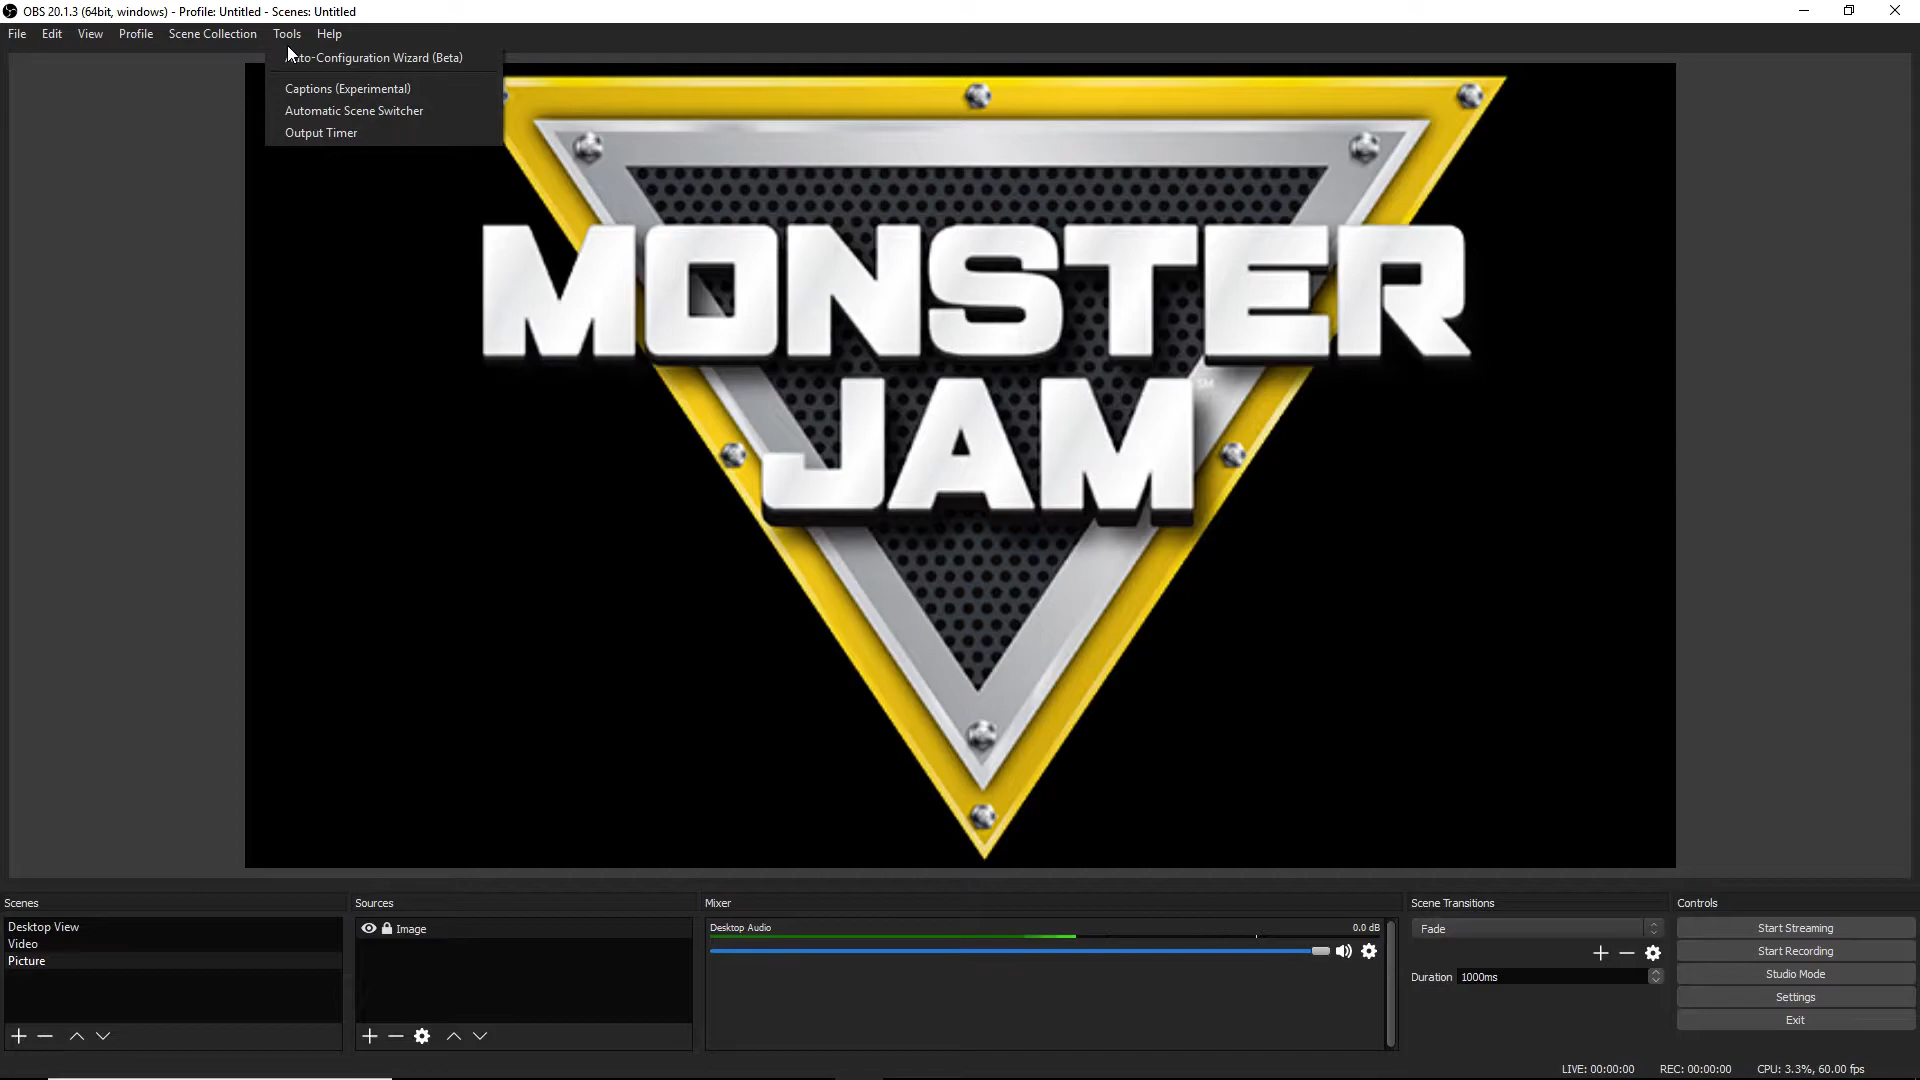 OBS 20.1.3 (64bit, windows) - Profile: Untitled - Scenes: Untitled
File Edit View Profile Scene Collection Tools Help
to-Configuration Wizard (Beta)
Captions (Experimental)
Automatic Scene Switcher
Output Timer
MONSTER
JAM SM
Scenes
Desktop View
Video
Picture
Sources
Image
Mixer
Desktop Audio 0.0 dB
Scene Transitions
Fade
Duration 1000ms
Controls
Start Streaming
Start Recording
Studio Mode
Settings
Exit
LIVE: 00:00:00 REC: 00:00:00 CPU: 3.3%, 60.00 fps